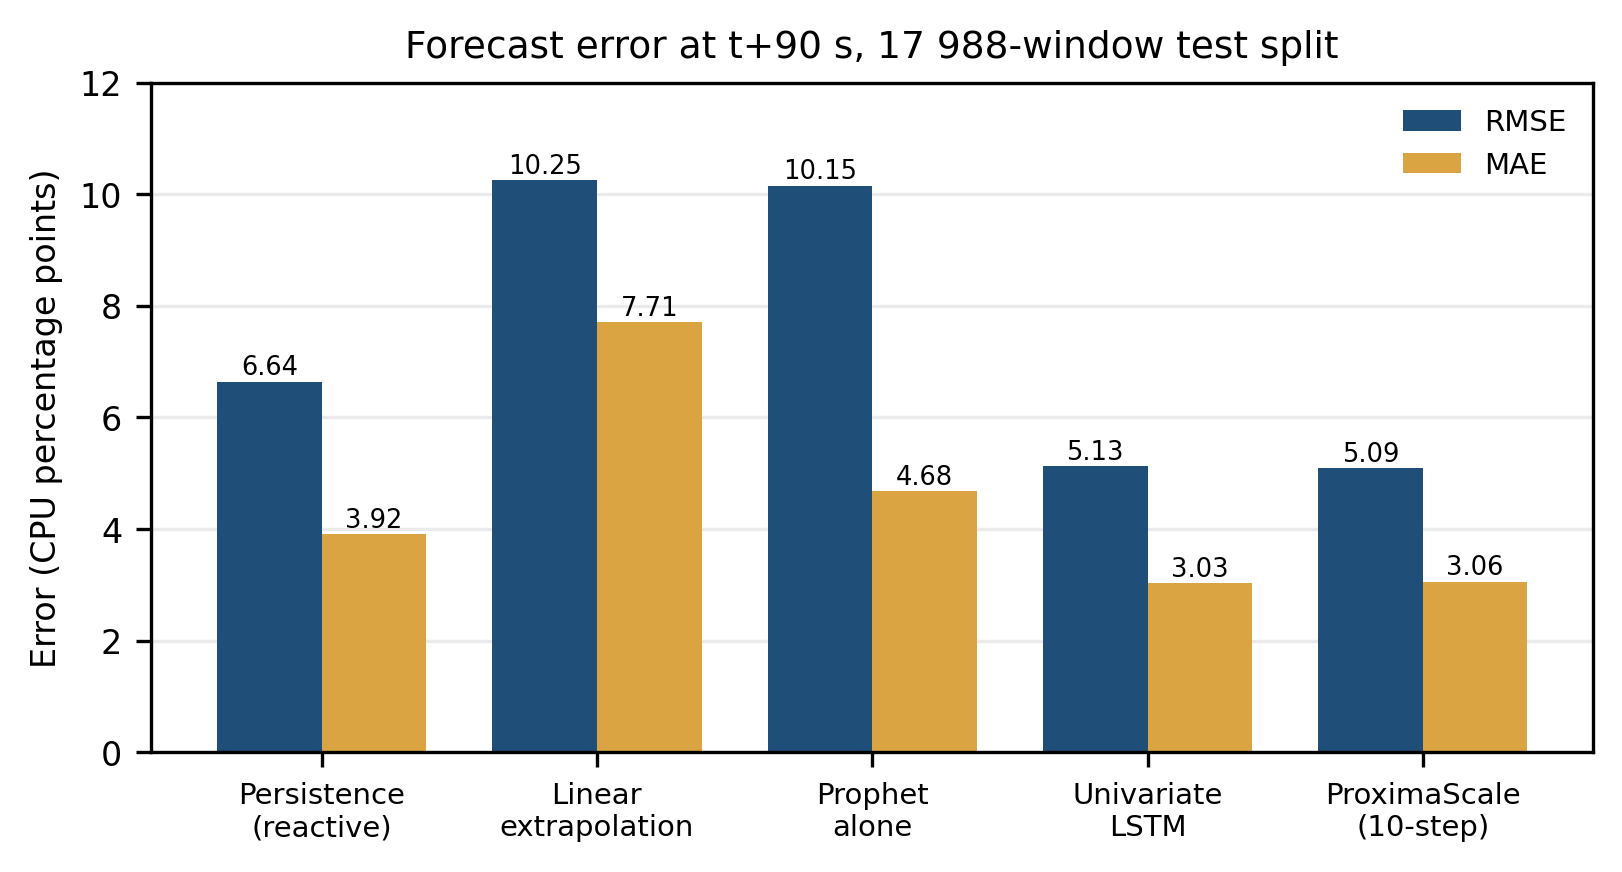 Forecast error at t+90 s, 17 988-window test split
Error (CPU percentage points)
12
10
8
6
4
2
0
RMSE
MAE
6.64
3.92
10.25
7.71
10.15
4.68
5.13
3.03
5.09
3.06
Persistence
(reactive)
Linear
extrapolation
Prophet
alone
Univariate
LSTM
ProximaScale
(10-step)